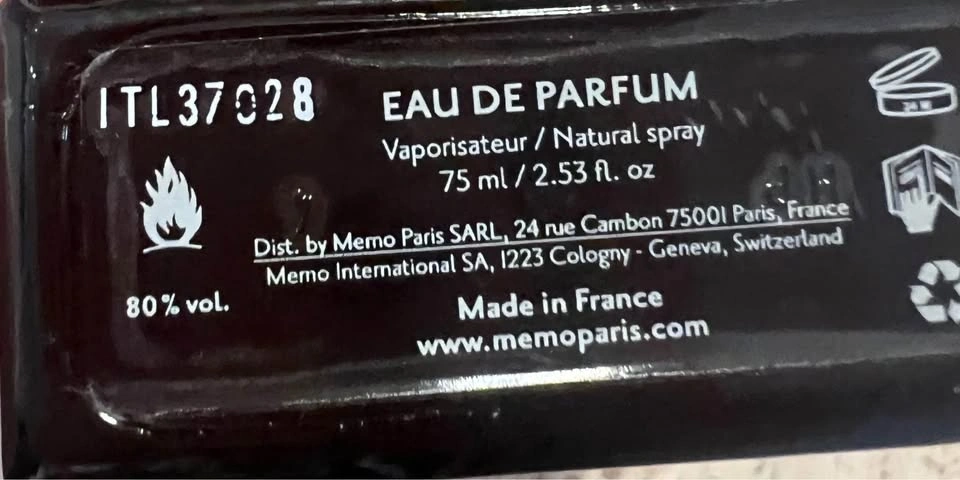 ITL37028
EAU DE PARFUM
Vaporisateur / Natural spray
75 ml / 2.53 fl. oz
Dist. by Memo Paris SARL, 24 rue Cambon 75001 Paris, France
Memo International SA, 1223 Cologny - Geneva, Switzerland
80% vol.
Made in France
www.memoparis.com